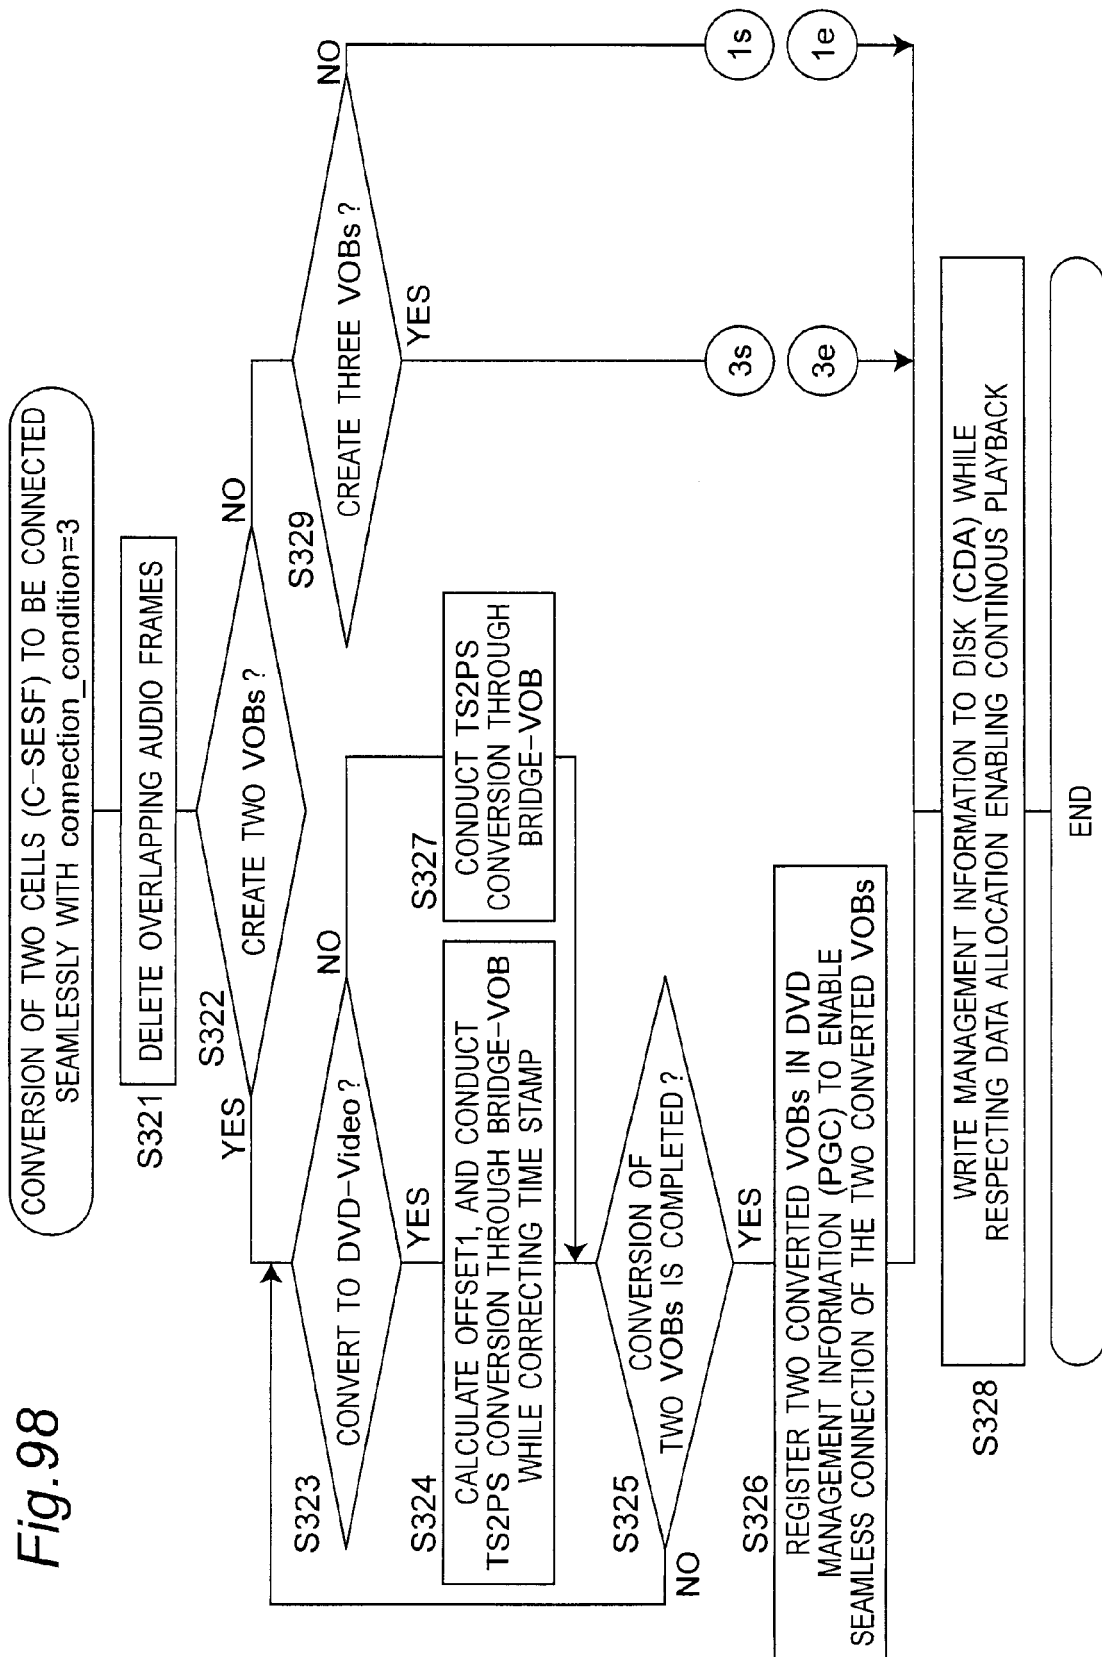 Fig.98
CONVERSION OF TWO CELLS (C-SESF) TO BE CONNECTED
SEAMLESSLY WITH connection_condition=3
S321
DELETE OVERLAPPING AUDIO FRAMES
S322
CREATE TWO VOBs?
YES
NO
S323
CONVERT TO DVD-Video?
NO
YES
S329
CREATE THREE VOBs?
NO
YES
S324
CALCULATE OFFSET1, AND CONDUCT
TS2PS CONVERSION THROUGH BRIDGE-VOB
WHILE CORRECTING TIME STAMP
S327
CONDUCT TS2PS
CONVERSION THROUGH
BRIDGE-VOB
S325
CONVERSION OF
TWO VOBs IS COMPLETED?
NO
YES
3s
1s
3e
1e
S326
REGISTER TWO CONVERTED VOBs IN DVD
MANAGEMENT INFORMATION (PGC) TO ENABLE
SEAMLESS CONNECTION OF THE TWO CONVERTED VOBs
S328
WRITE MANAGEMENT INFORMATION TO DISK (CDA) WHILE
RESPECTING DATA ALLOCATION ENABLING CONTINOUS PLAYBACK
END